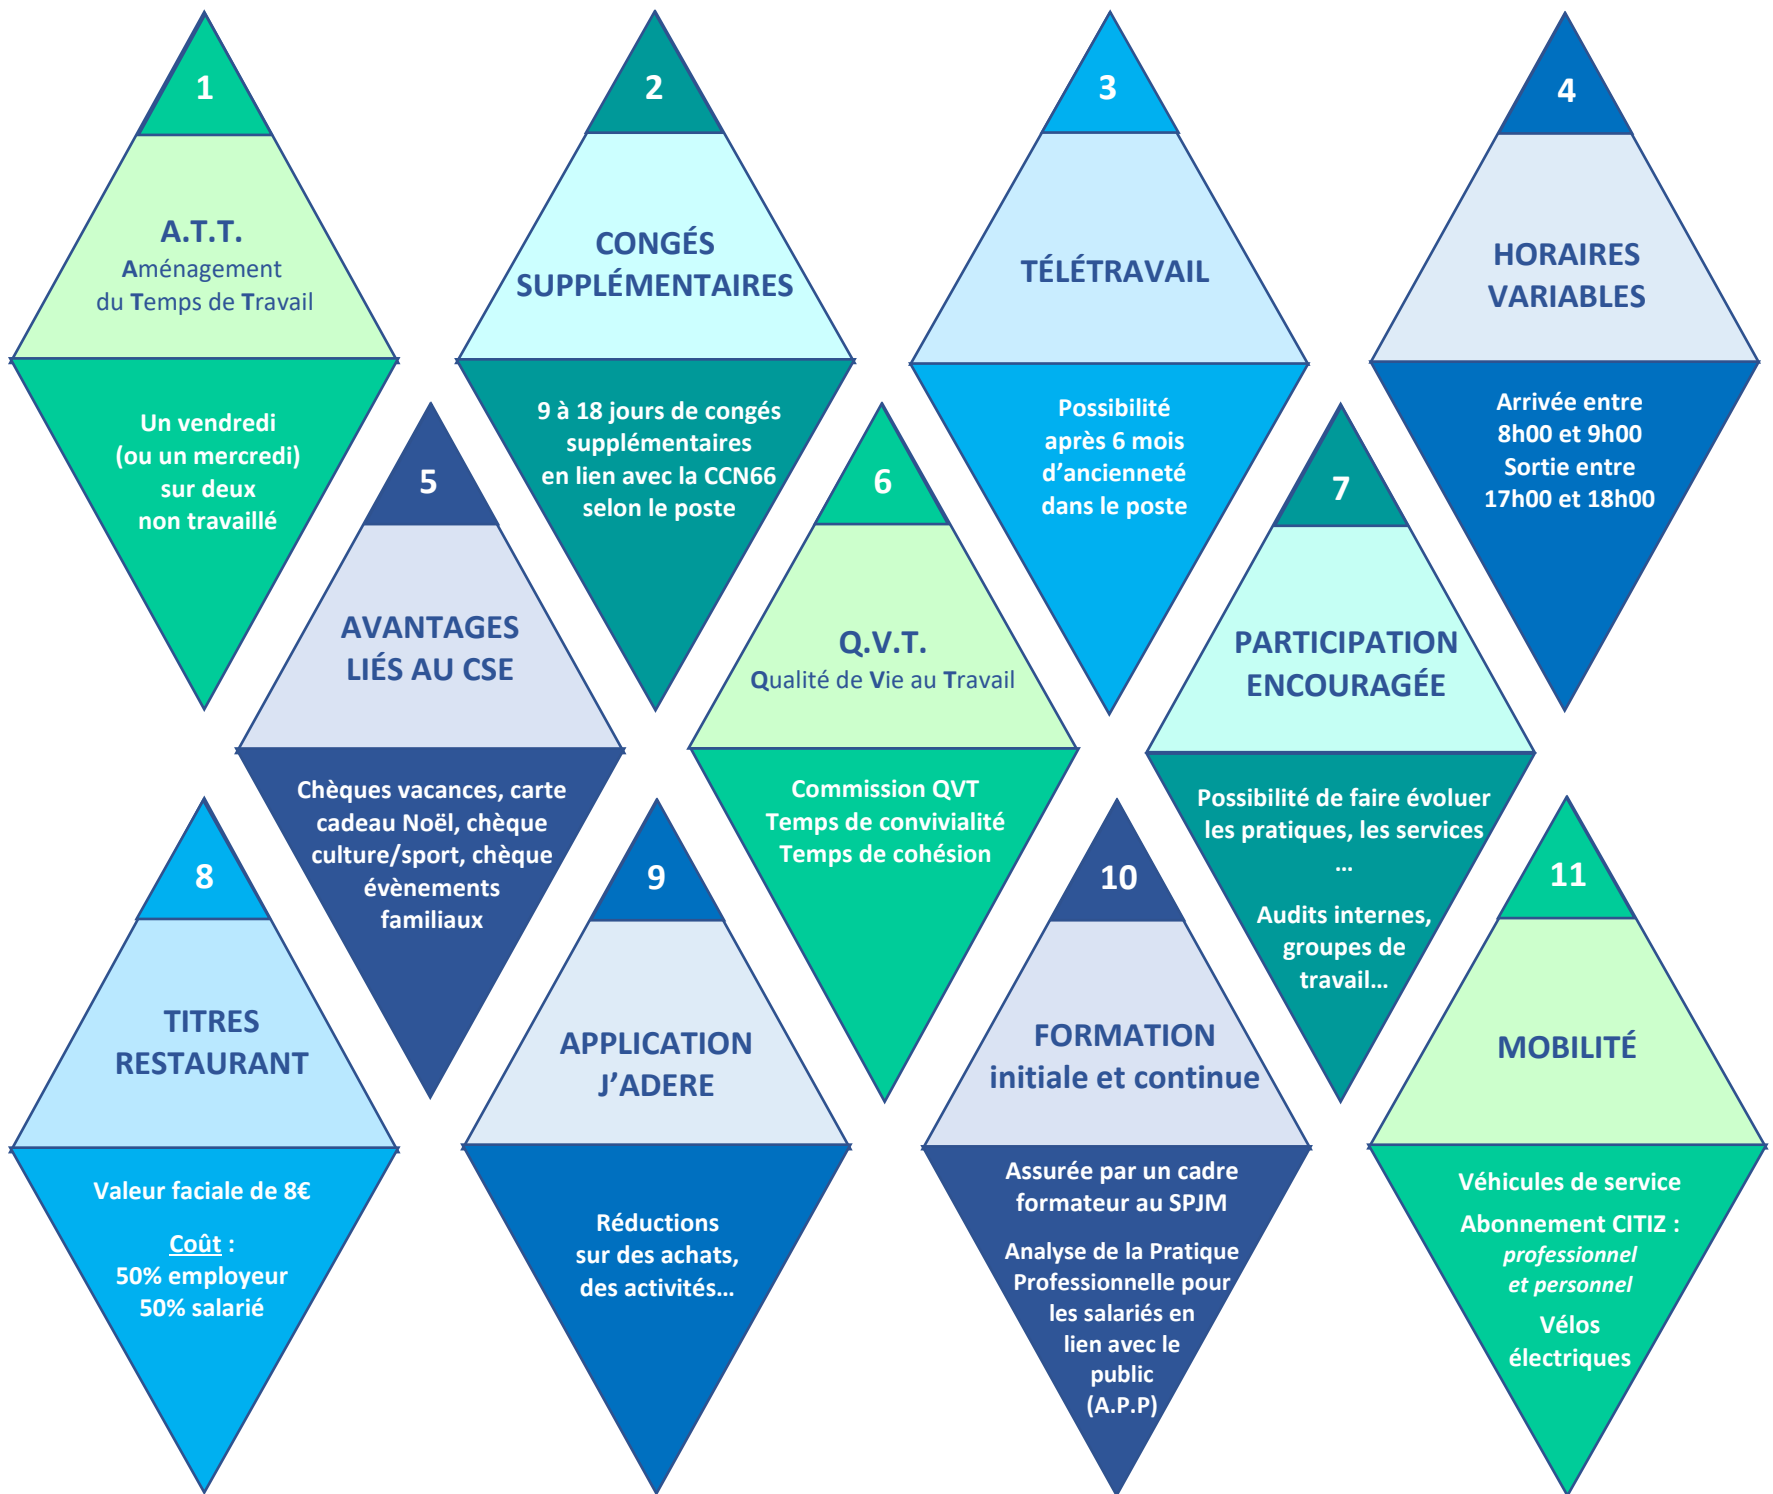 1
A.T.T.
Aménagement
du Temps de Travail
Un vendredi
(ou un mercredi)
sur deux
non travaillé
2
CONGÉS
SUPPLÉMENTAIRES
9 à 18 jours de congés
supplémentaires
en lien avec la CCN66
selon le poste
3
TÉLÉTRAVAIL
Possibilité
après 6 mois
d’ancienneté
dans le poste
4
HORAIRES
VARIABLES
Arrivée entre
8h00 et 9h00
Sortie entre
17h00 et 18h00
5
AVANTAGES
LIÉS AU CSE
Chèques vacances, carte
cadeau Noël, chèque
culture/sport, chèque
évènements
familiaux
6
Q.V.T.
Qualité de Vie au Travail
Commission QVT
Temps de convivialité
Temps de cohésion
7
PARTICIPATION
ENCOURAGÉE
Possibilité de faire évoluer
les pratiques, les services
…
Audits internes,
groupes de
travail…
8
TITRES
RESTAURANT
Valeur faciale de 8€
Coût :
50% employeur
50% salarié
9
APPLICATION
J’ADERE
Réductions
sur des achats,
des activités…
10
FORMATION
initiale et continue
Assurée par un cadre
formateur au SPJM
Analyse de la Pratique
Professionnelle pour
les salariés en
lien avec le
public
(A.P.P)
11
MOBILITÉ
Véhicules de service
Abonnement CITIZ :
professionnel
et personnel
Vélos
électriques